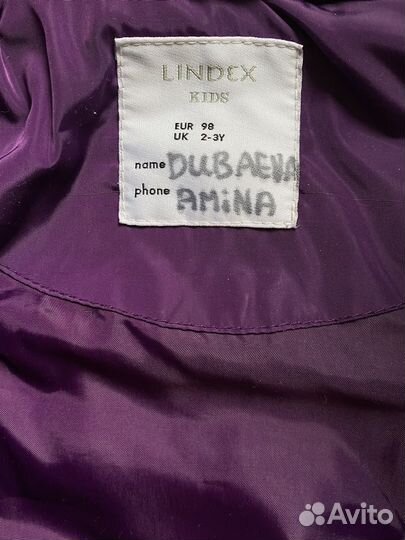 LINDEX
KIDS
EUR 98
UK 2-3Y
name DUBAEVA
phone AMINA
Avito